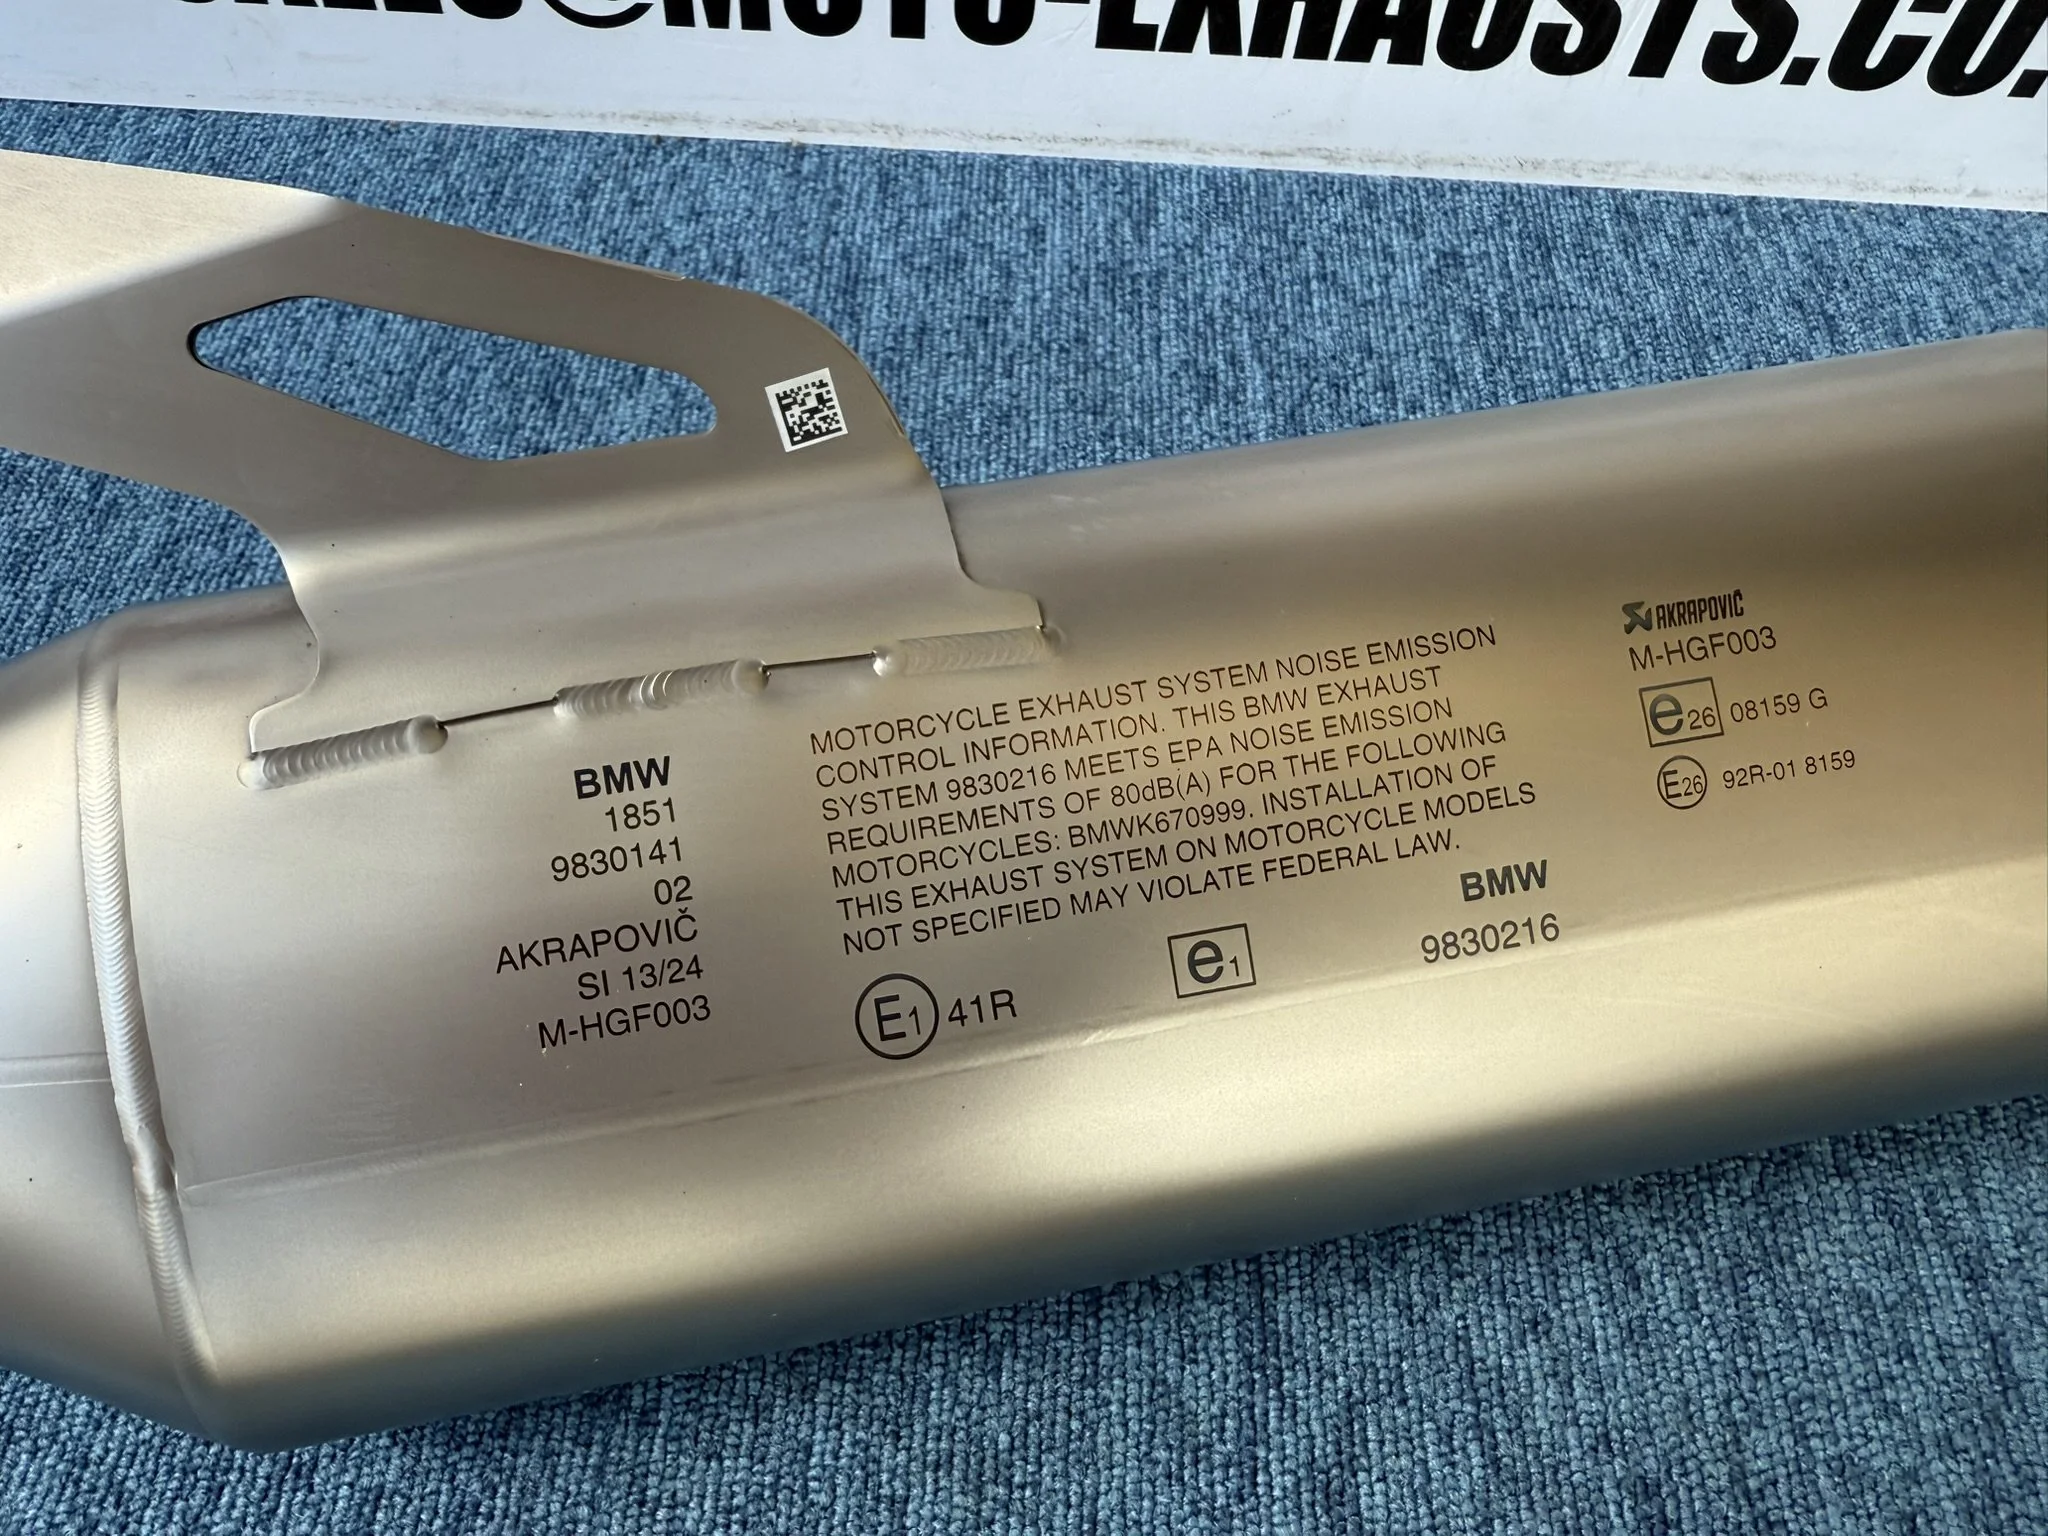 MOTO-EXHAUSTS.CO.
BMW
1851
9830141
02
AKRAPOVIČ
SI 13/24
M-HGF003
MOTORCYCLE EXHAUST SYSTEM NOISE EMISSION
CONTROL INFORMATION. THIS BMW EXHAUST
SYSTEM 9830216 MEETS EPA NOISE EMISSION
REQUIREMENTS OF 80dB(A) FOR THE FOLLOWING
MOTORCYCLES: BMWK670999. INSTALLATION OF
THIS EXHAUST SYSTEM ON MOTORCYCLE MODELS
NOT SPECIFIED MAY VIOLATE FEDERAL LAW.
E1 41R
e1
BMW
9830216
AKRAPOVIČ
M-HGF003
e26 08159 G
E26 92R-01 8159